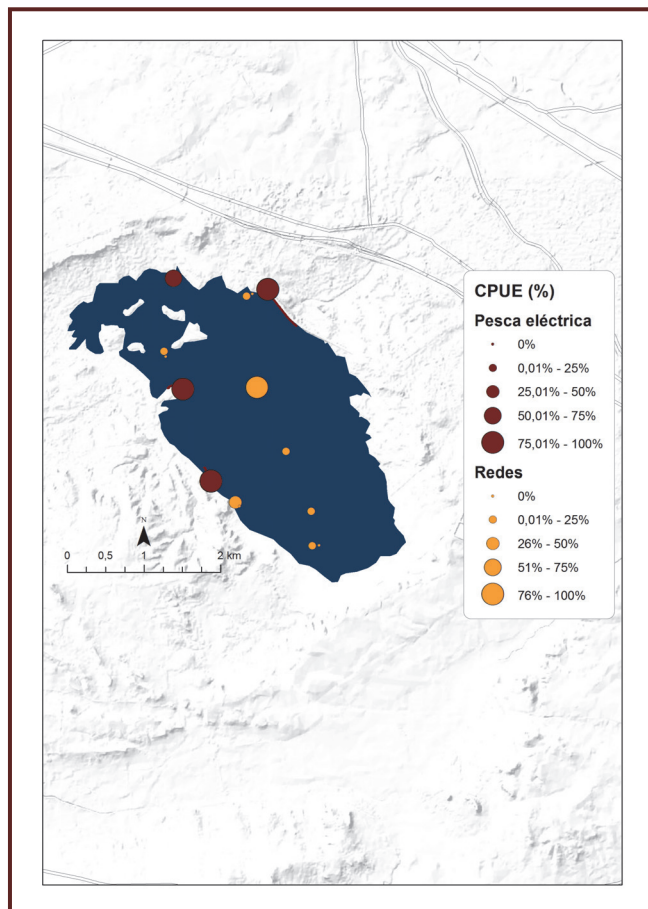 CPUE (%)
Pesca eléctrica
0%
0,01% - 25%
25,01% - 50%
50,01% - 75%
75,01% - 100%
Redes
0%
0,01% - 25%
26% - 50%
51% - 75%
76% - 100%
N
0 0,5 1 2 km